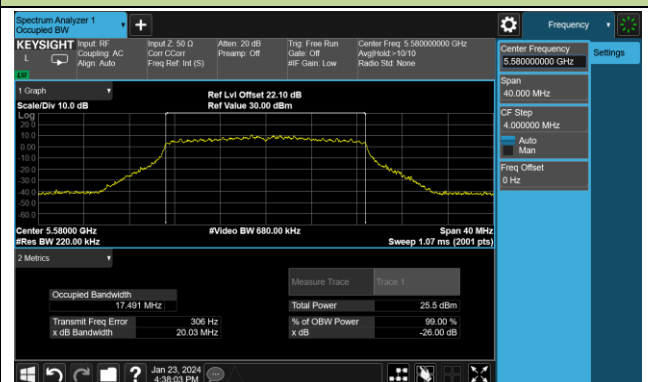 Spectrum Analyzer 1
Occupied BW
+
Frequency
KEYSIGHT
L
Input: RF
Coupling: AC
Align: Auto
Input Z: 50 Ω
Corr CCorr
Freq Ref: Int (S)
Atten: 20 dB
Preamp: Off
Trig: Free Run
Gate: Off
#IF Gain: Low
Center Freq: 5.580000000 GHz
Avg|Hold:>10/10
Radio Std: None
Center Frequency
5.580000000 GHz
Settings
Span
40.000 MHz
CF Step
4.000000 MHz
Auto
Man
Freq Offset
0 Hz
1 Graph
Scale/Div 10.0 dB
Ref Lvl Offset 22.10 dB
Ref Value 30.00 dBm
Log
20.0
10.0
0.00
-10.0
-20.0
-30.0
-40.0
-50.0
-60.0
Center 5.58000 GHz
#Video BW 680.00 kHz
Span 40 MHz
#Res BW 220.00 kHz
Sweep 1.07 ms (2001 pts)
2 Metrics
Measure Trace
Trace 1
Occupied Bandwidth
17.491 MHz
Total Power
25.5 dBm
Transmit Freq Error
306 Hz
% of OBW Power
99.00 %
x dB Bandwidth
20.03 MHz
x dB
-26.00 dB
?
Jan 23, 2024
4:38:03 PM